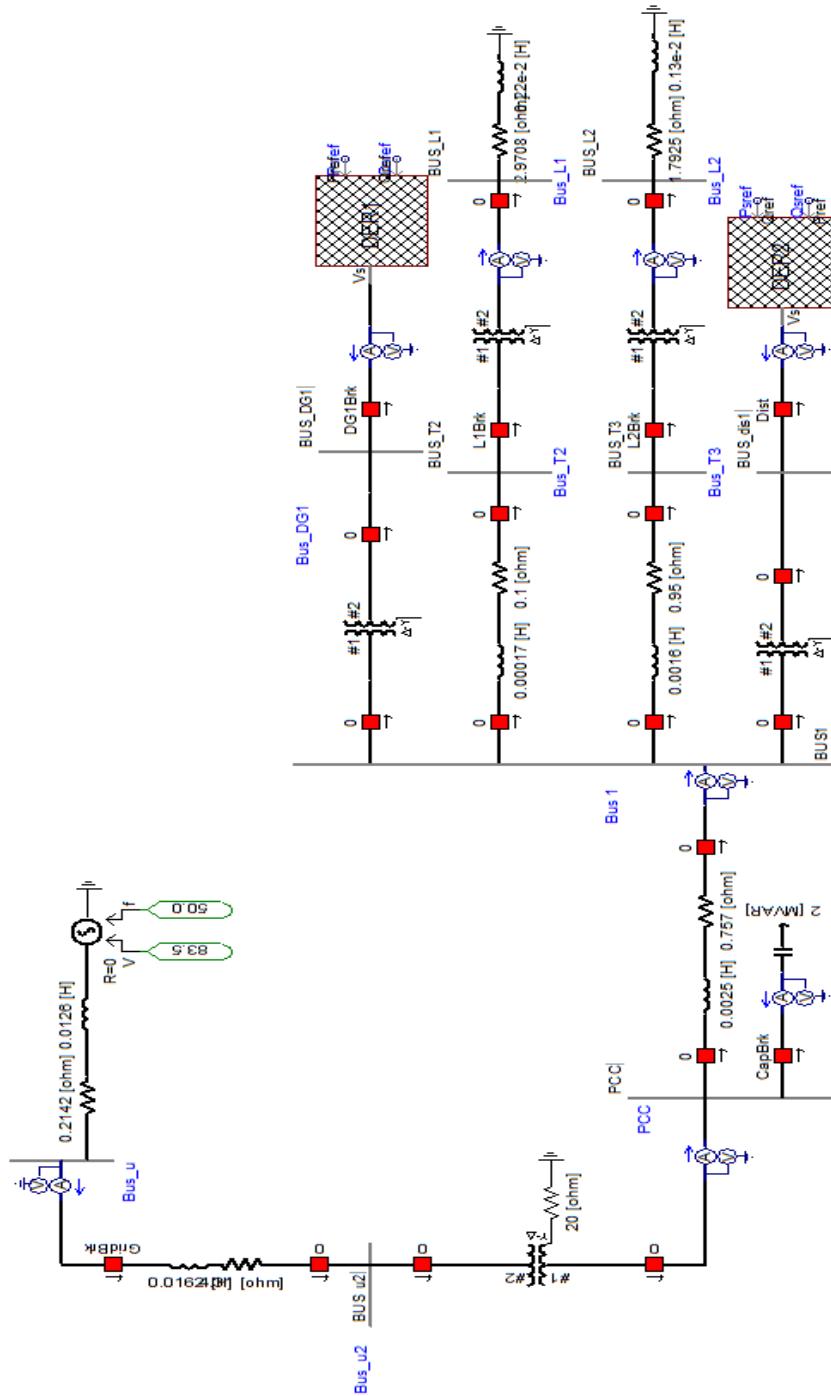 BUS_L1
2.9708 [ohm]
Bus_L1
BUS_L2
1.7925 [ohm] 0.13e-2 [H]
Bus_L2
DER1
Vs
DER2
Vs
Psref
Qsref
#1
#2
Δ-Y
#1
#2
Δ-Y
BUS_DG1
DG1Brk
BUS_T2
L1Brk
Bus_T2
BUS_T3
L2Brk
Bus_T3
BUS_dis1
Dist
Bus_DG1
0
0
0
0
0
0.1 [ohm]
0.00017 [H]
0.95 [ohm]
0.0016 [H]
#1
#2
Δ-Y
#1
#2
Δ-Y
0
0
0
0
BUS1
Bus 1
0
0.0025 [H] 0.757 [ohm]
2 [MVAR]
0
CapBrk
PCC
PCC
R=0
V
f
50.0
83.5
0.2142 [ohm] 0.0126 [H]
Bus_u
GridBrk
0
BUS u2
Bus_u2
0
#2
#1
Y-Δ
20 [ohm]
0
A
V